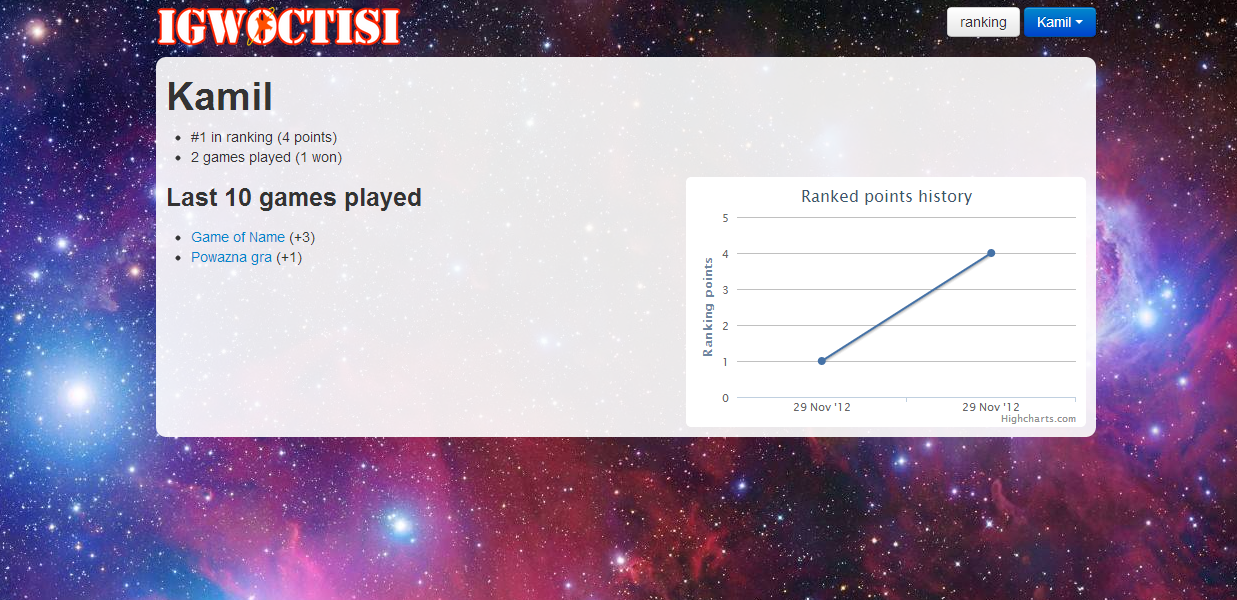 IGWOCTISI
ranking
Kamil
Kamil
#1 in ranking (4 points)
2 games played (1 won)
Last 10 games played
Game of Name (+3)
Powazna gra (+1)
Ranked points history
Ranking points
5
4
3
2
1
0
29 Nov '12
29 Nov '12
Highcharts.com